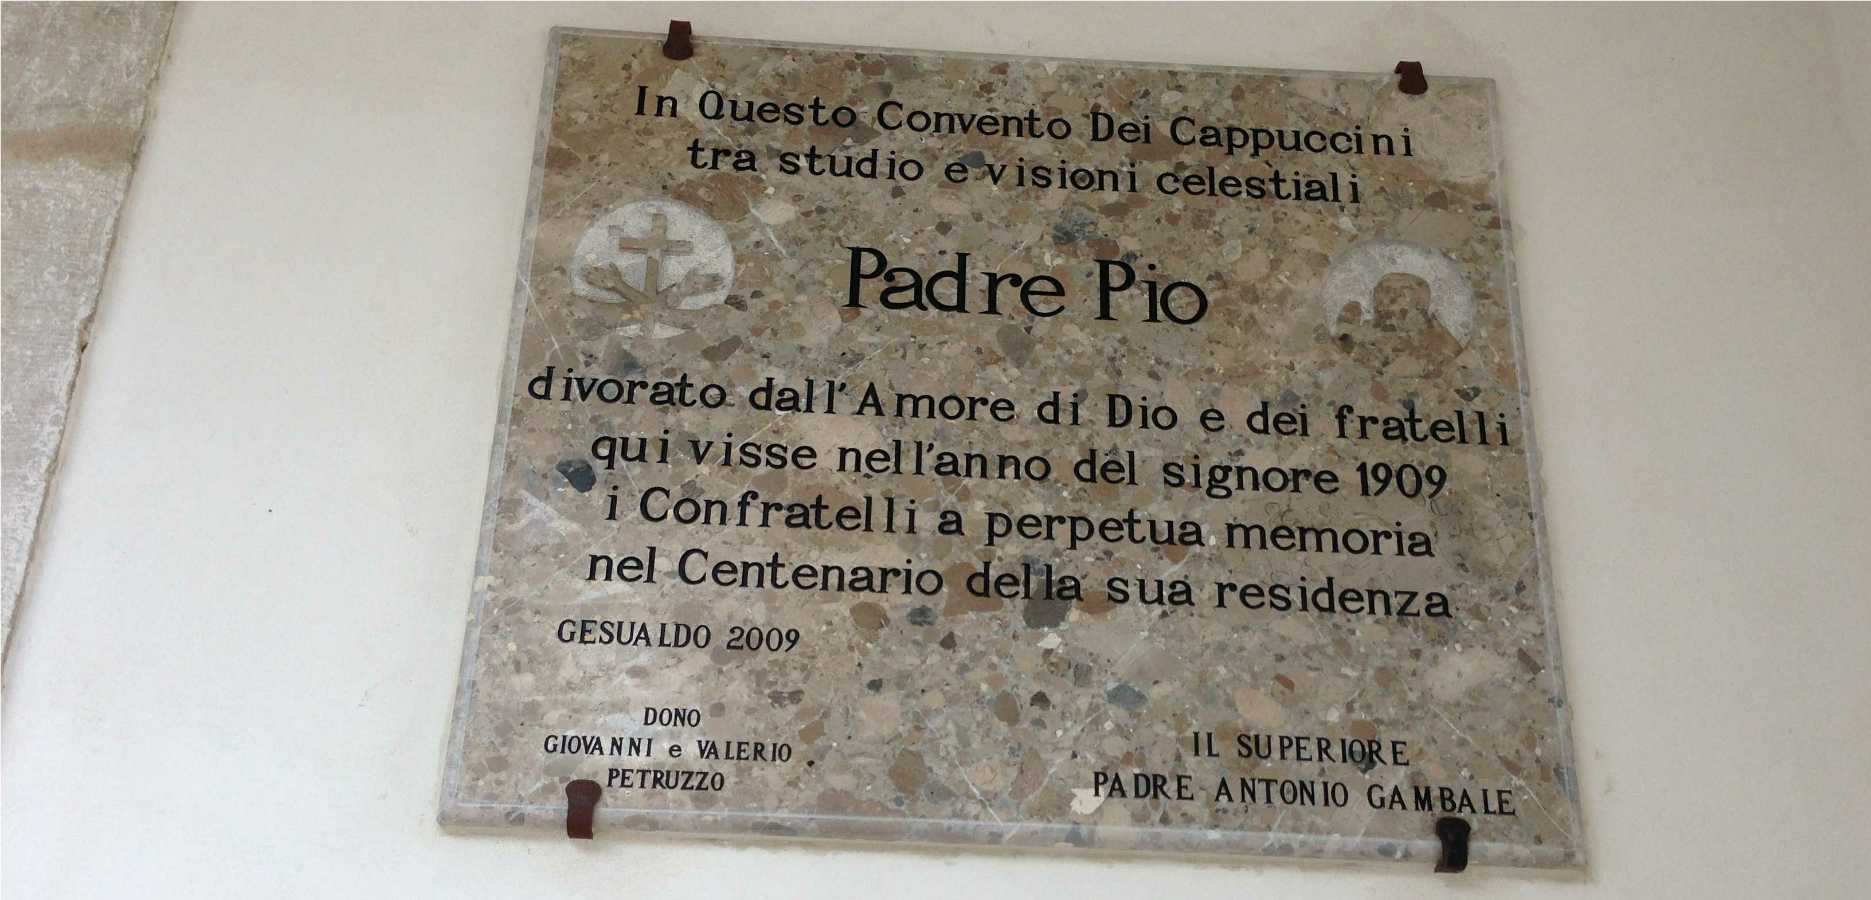 In Questo Convento Dei Cappuccini
tra studio e visioni celestiali
Padre Pio
divorato dall'Amore di Dio e dei fratelli
qui visse nell'anno del signore 1909
i Confratelli a perpetua memoria
nel Centenario della sua residenza
GESUALDO 2009
DONO
GIOVANNI e VALERIO
PETRUZZO
IL SUPERIORE
PADRE ANTONIO GAMBALE